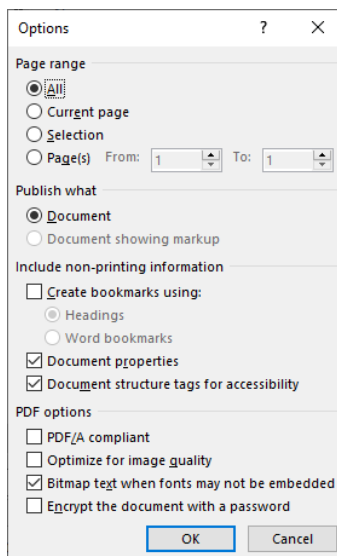 Options ?
Page range
All
Current page
Selection
Page(s) From: 1 To: 1
Publish what
Document
Document showing markup
Include non-printing information
Create bookmarks using:
Headings
Word bookmarks
Document properties
Document structure tags for accessibility
PDF options
PDF/A compliant
Optimize for image quality
Bitmap text when fonts may not be embedded
Encrypt the document with a password
OK Cancel